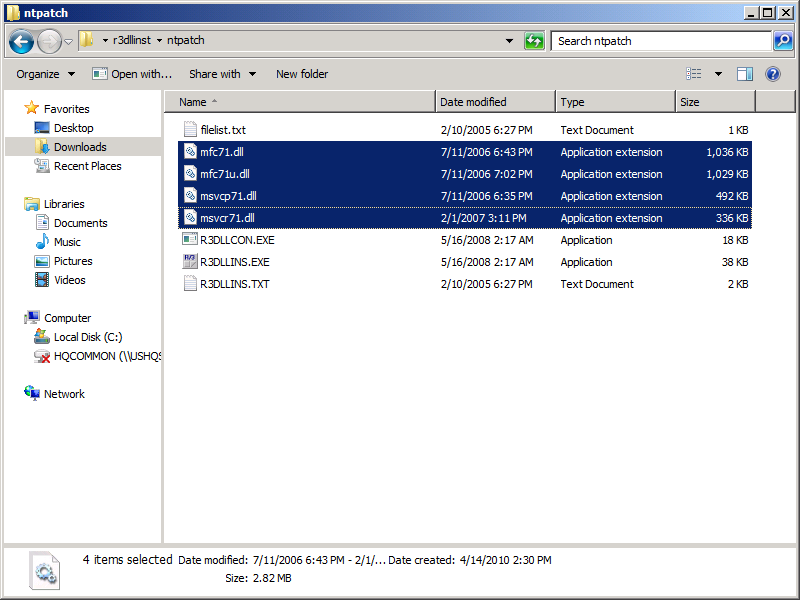 ntpatch
r3dllinst ntpatch Search ntpatch
Organize Open with... Share with New folder
Name Date modified Type Size
Favorites
Desktop
Downloads
Recent Places
Libraries
Documents
Music
Pictures
Videos
Computer
Local Disk (C:)
HQCOMMON (\\USHQS
Network
filelist.txt 2/10/2005 6:27 PM Text Document 1 KB
mfc71.dll 7/11/2006 6:43 PM Application extension 1,036 KB
mfc71u.dll 7/11/2006 7:02 PM Application extension 1,029 KB
msvcp71.dll 7/11/2006 6:35 PM Application extension 492 KB
msvcr71.dll 2/1/2007 3:11 PM Application extension 336 KB
R3DLLCON.EXE 5/16/2008 2:17 AM Application 18 KB
R3DLLINS.EXE 5/16/2008 2:17 AM Application 38 KB
R3DLLINS.TXT 2/10/2005 6:27 PM Text Document 2 KB
4 items selected Date modified: 7/11/2006 6:43 PM - 2/1/... Date created: 4/14/2010 2:30 PM
Size: 2.82 MB